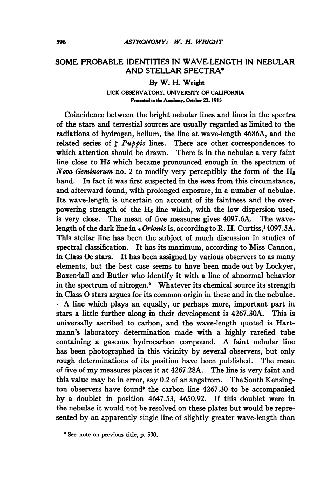 596 ASTRONOMY: W. H. WRIGHT
SOME PROBABLE IDENTITIES IN WAVE-LENGTH IN NEBULAR
AND STELLAR SPECTRA*
By W. H. Wright
LICK OBSERVATORY, UNIVERSITY OF CALIFORNIA
Presented to the Academy, October 22, 1915
Coincidence between the bright nebular lines and lines in the spectra
of the stars and terrestial sources are usually regarded as limited to the
radiations of hydrogen, helium, the line at wave-length 4686A, and the
related series of ζ Puppis lines. There are other correspondences to
which attention should be drawn. There is in the nebulae a very faint
line close to Hδ which became pronounced enough in the spectrum of
Nova Geminorum no. 2 to modify very perceptibly the form of the Hδ
band. In fact it was first suspected in the nova from this circumstance,
and afterward found, with prolonged exposure, in a number of nebulae.
Its wave-length is uncertain on account of its faintness and the over-
powering strength of the Hδ line which, with the low dispersion used,
is very close. The mean of five measures gives 4097.6A. The wave-
length of the dark line in ε Orionis is, according to R. H. Curtiss, 4097.3A.
This stellar line has been the subject of much discussion in studies of
spectral classification. It has its maximum, according to Miss Cannon,
in Class Oe stars. It has been assigned by various observers to as many
elements, but the best case seems to have been made out by Lockyer,
Baxandall and Butler who identify it with a line of abnormal behavior
in the spectrum of nitrogen. Whatever its chemical source its strength
in Class O stars argues for its common origin in these and in the nebulae.
A line which plays an equally, or perhaps more, important part in
stars a little further along in their development is 4267.30A. This is
universally ascribed to carbon, and the wave-length quoted is Hart-
mann's laboratory determination made with a highly rarefied tube
containing a gaseous hydrocarbon compound. A faint nebular line
has been photographed in this vicinity by several observers, but only
rough determinations of its position have been published. The mean
of five of my measures places it at 4267.28A. The line is very faint and
this value may be in error, say 0.2 of an angstrom. The South Kensing-
ton observers have found the carbon line 4267.30 to be accompanied
by a doublet in position 4647.53, 4650.92. If this doublet were in
the nebulae it would not be resolved on these plates but would be repre-
sented by an apparently single line of slightly greater wave-length than
* See note on previous title, p. 590.